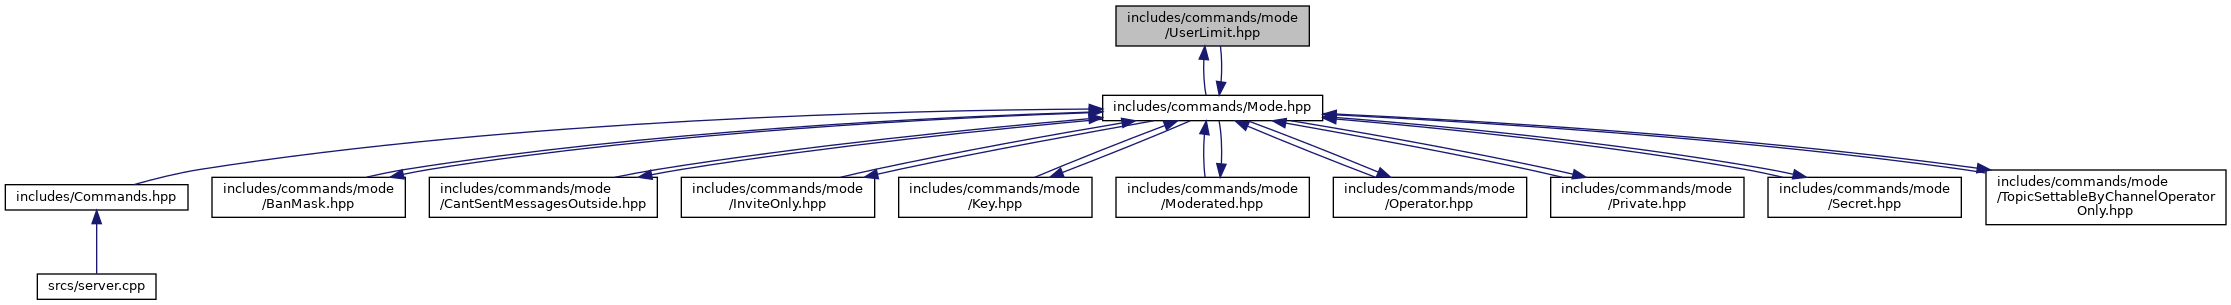 includes/commands/mode
/UserLimit.hpp
includes/commands/Mode.hpp
includes/Commands.hpp
includes/commands/mode
/BanMask.hpp
includes/commands/mode
/CantSentMessagesOutside.hpp
includes/commands/mode
/InviteOnly.hpp
includes/commands/mode
/Key.hpp
includes/commands/mode
/Moderated.hpp
includes/commands/mode
/Operator.hpp
includes/commands/mode
/Private.hpp
includes/commands/mode
/Secret.hpp
includes/commands/mode
/TopicSettableByChannelOperator
Only.hpp
srcs/server.cpp